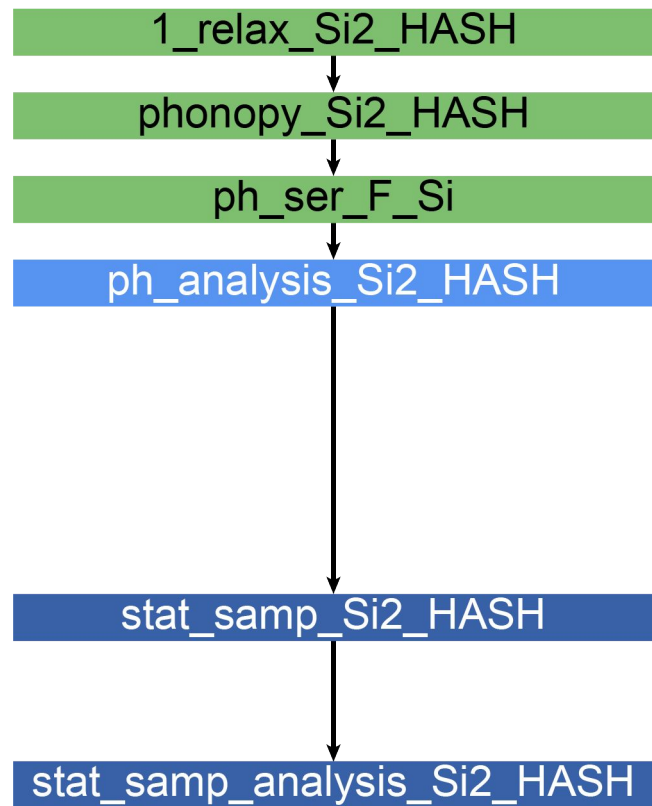 1_relax_Si2_HASH
phonopy_Si2_HASH
ph_ser_F_Si
ph_analysis_Si2_HASH
stat_samp_Si2_HASH
stat_samp_analysis_Si2_HASH